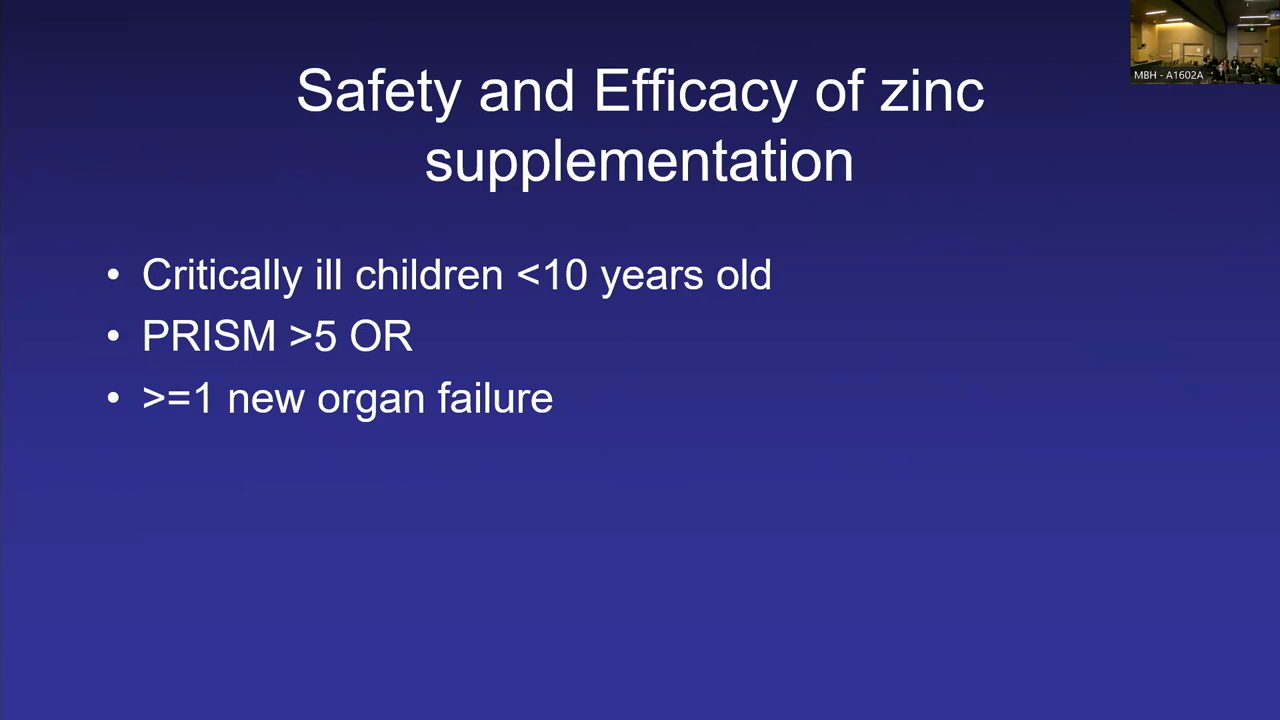 Safety and Efficacy of zinc
supplementation
• Critically ill children <10 years old
• PRISM >5 OR
• >=1 new organ failure
MBH - A1602A